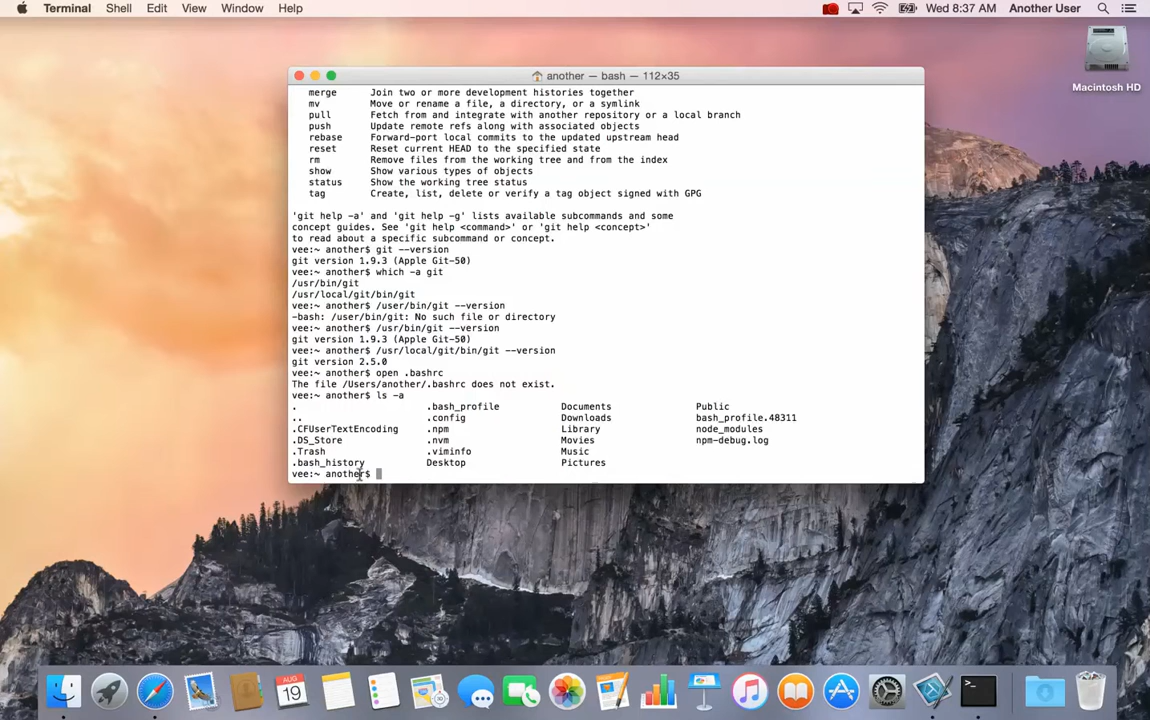 Terminal Shell Edit View Window Help Wed 8:37 AM Another User
Macintosh HD
another — bash — 112×35
merge Join two or more development histories together
mv Move or rename a file, a directory, or a symlink
pull Fetch from and integrate with another repository or a local branch
push Update remote refs along with associated objects
rebase Forward-port local commits to the updated upstream head
reset Reset current HEAD to the specified state
rm Remove files from the working tree and from the index
show Show various types of objects
status Show the working tree status
tag Create, list, delete or verify a tag object signed with GPG
'git help -a' and 'git help -g' lists available subcommands and some
concept guides. See 'git help <command>' or 'git help <concept>'
to read about a specific subcommand or concept.
vee:~ another$ git --version
git version 1.9.3 (Apple Git-50)
vee:~ another$ which -a git
/usr/bin/git
/usr/local/git/bin/git
vee:~ another$ /user/bin/git --version
-bash: /user/bin/git: No such file or directory
vee:~ another$ /usr/bin/git --version
git version 1.9.3 (Apple Git-50)
vee:~ another$ /usr/local/git/bin/git --version
git version 2.5.0
vee:~ another$ open .bashrc
The file /Users/another/.bashrc does not exist.
vee:~ another$ ls -a
. .bash_profile Documents Public
.. .config Downloads bash_profile.48311
.CFUserTextEncoding .npm Library node_modules
.DS_Store .nvm Movies npm-debug.log
.Trash .viminfo Music
.bash_history Desktop Pictures
vee:~ another$
AUG
19
>_